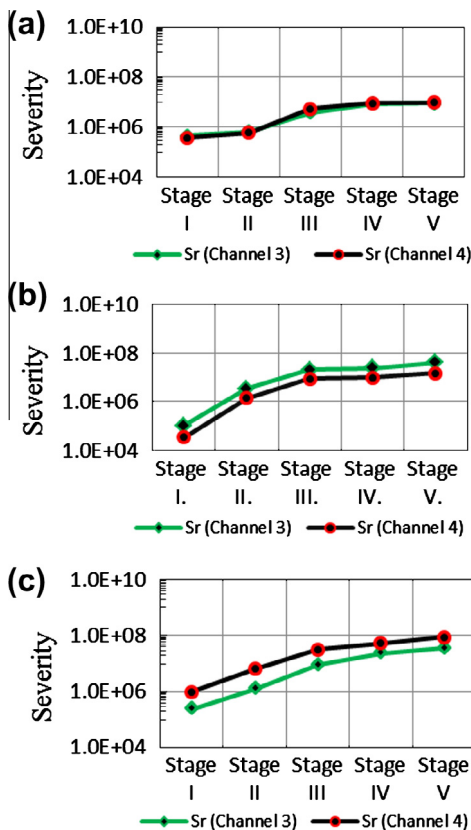 (a)
1.0E+10
1.0E+08
1.0E+06
1.0E+04
Severity
Stage Stage Stage Stage Stage
I II III IV V
Sr (Channel 3) Sr (Channel 4)
(b)
1.0E+10
1.0E+08
1.0E+06
1.0E+04
Severity
Stage Stage Stage Stage Stage
I. II. III. IV. V.
Sr (Channel 3) Sr (Channel 4)
(c)
1.0E+10
1.0E+08
1.0E+06
1.0E+04
Severity
Stage Stage Stage Stage Stage
I II III IV V
Sr (Channel 3) Sr (Channel 4)